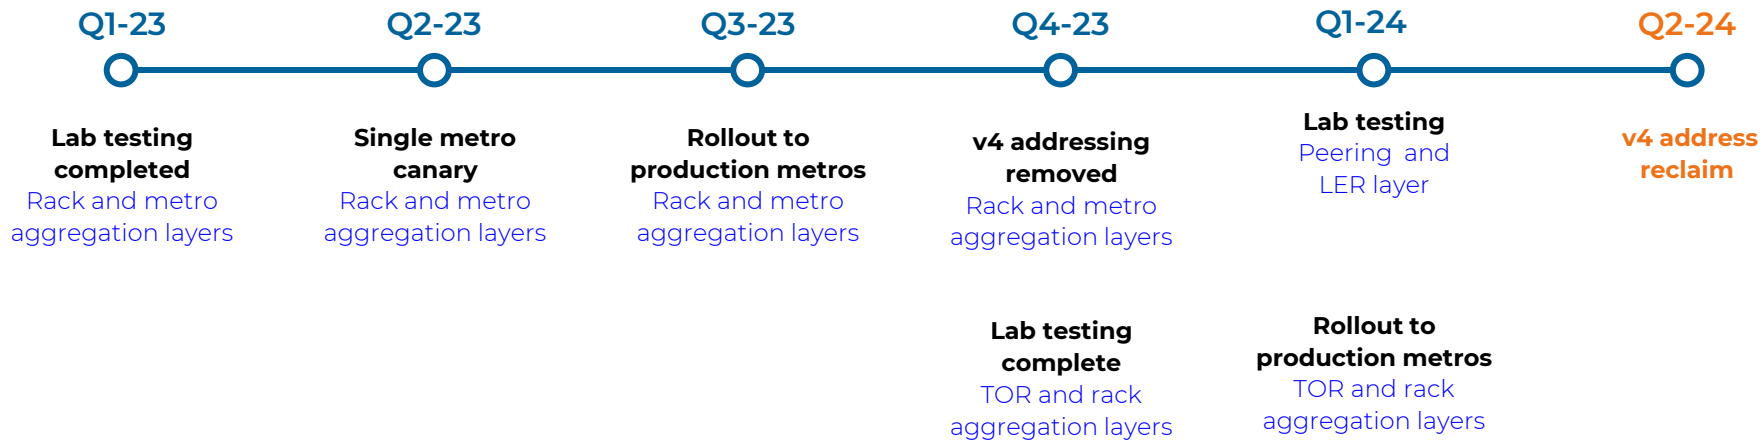 Q1-23
Lab testing
completed
Rack and metro
aggregation layers
Q2-23
Single metro
canary
Rack and metro
aggregation layers
Q3-23
Rollout to
production metros
Rack and metro
aggregation layers
Q4-23
v4 addressing
removed
Rack and metro
aggregation layers
Lab testing
complete
TOR and rack
aggregation layers
Q1-24
Lab testing
Peering and
LER layer
Rollout to
production metros
TOR and rack
aggregation layers
Q2-24
v4 address
reclaim